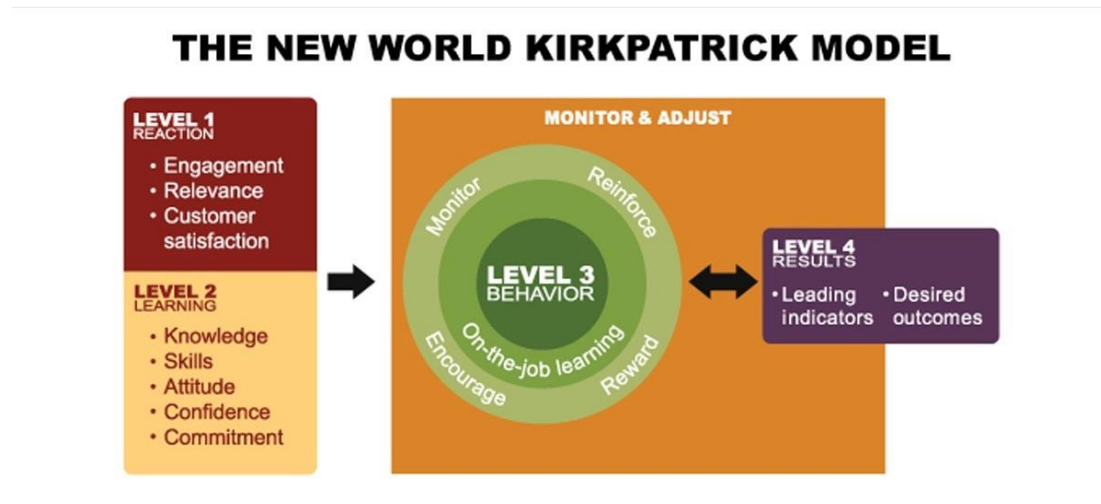 THE NEW WORLD KIRKPATRICK MODEL
LEVEL 1
REACTION
• Engagement
• Relevance
• Customer
satisfaction
LEVEL 2
LEARNING
• Knowledge
• Skills
• Attitude
• Confidence
• Commitment
MONITOR & ADJUST
Monitor
Reinforce
LEVEL 3
BEHAVIOR
On-the-job learning
Encourage
Reward
LEVEL 4
RESULTS
• Leading
indicators
• Desired
outcomes